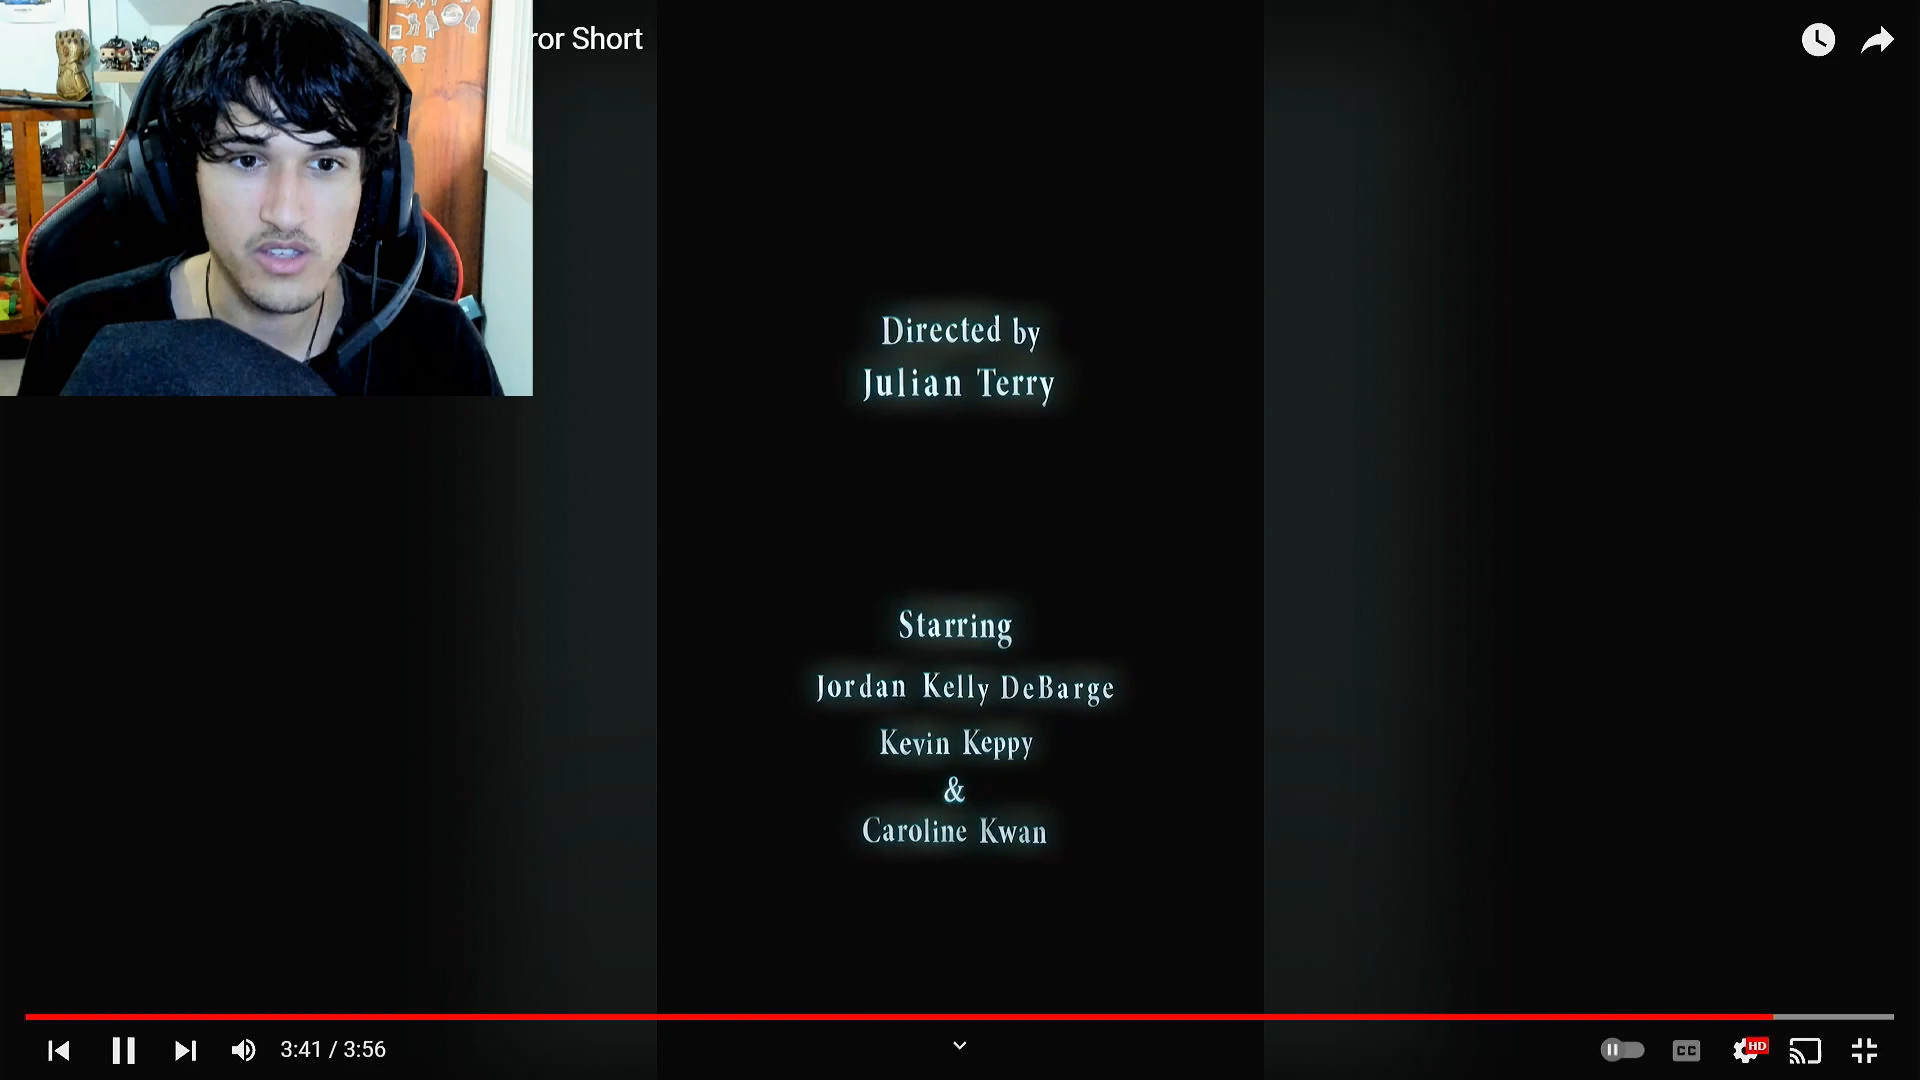 ror Short
Directed by
Julian Terry
Starring
Jordan Kelly DeBarge
Kevin Keppy
&
Caroline Kwan
3:41 / 3:56
CC
HD